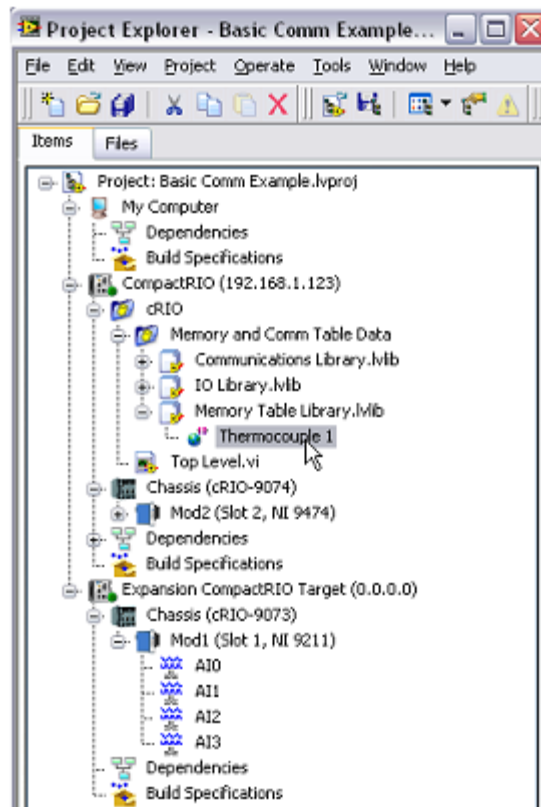 Project Explorer - Basic Comm Example...
File Edit View Project Operate Tools Window Help
Items Files
Project: Basic Comm Example.lvproj
My Computer
Dependencies
Build Specifications
CompactRIO (192.168.1.123)
cRIO
Memory and Comm Table Data
Communications Library.lvlib
IO Library.lvlib
Memory Table Library.lvlib
Thermocouple 1
Top Level.vi
Chassis (cRIO-9074)
Mod2 (Slot 2, NI 9474)
Dependencies
Build Specifications
Expansion CompactRIO Target (0.0.0.0)
Chassis (cRIO-9073)
Mod1 (Slot 1, NI 9211)
AI0
AI1
AI2
AI3
Dependencies
Build Specifications